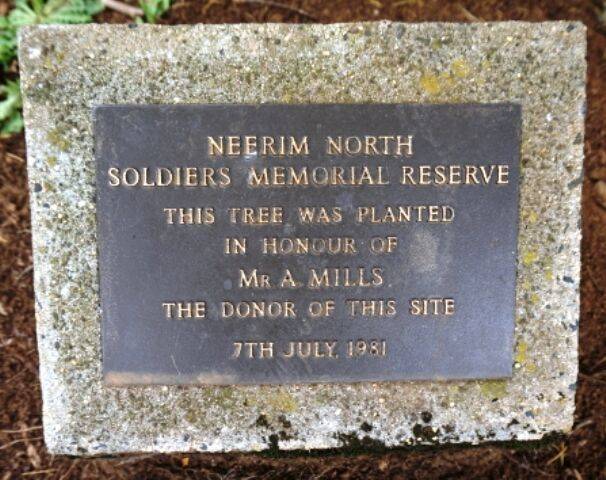 NEERIM NORTH
SOLDIERS MEMORIAL RESERVE
THIS TREE WAS PLANTED
IN HONOUR OF
MR A MILLS
THE DONOR OF THIS SITE
7TH JULY, 1981